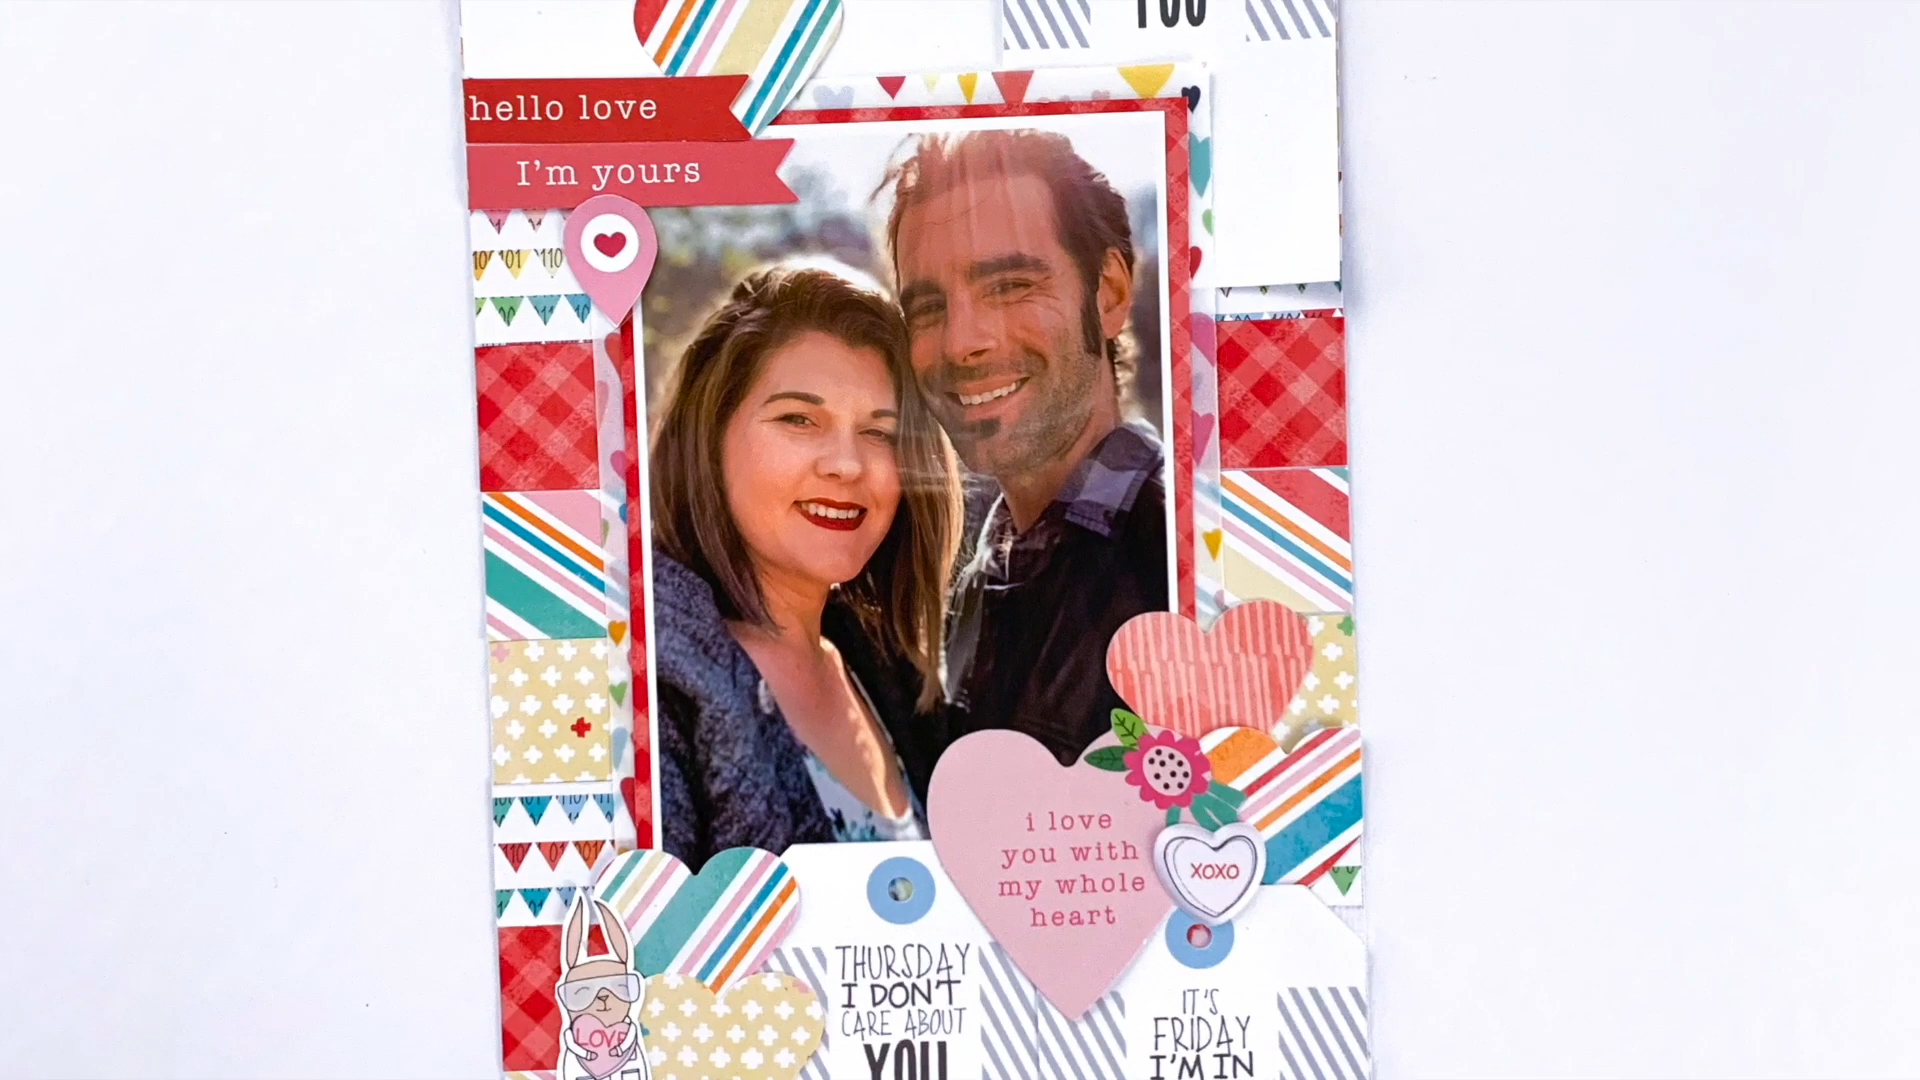 YOU
hello love
I'm yours
i love
you with
my whole
heart
XOXO
THURSDAY
I DON'T
CARE ABOUT
YOU
IT'S
FRIDAY
I'M IN
LOVE